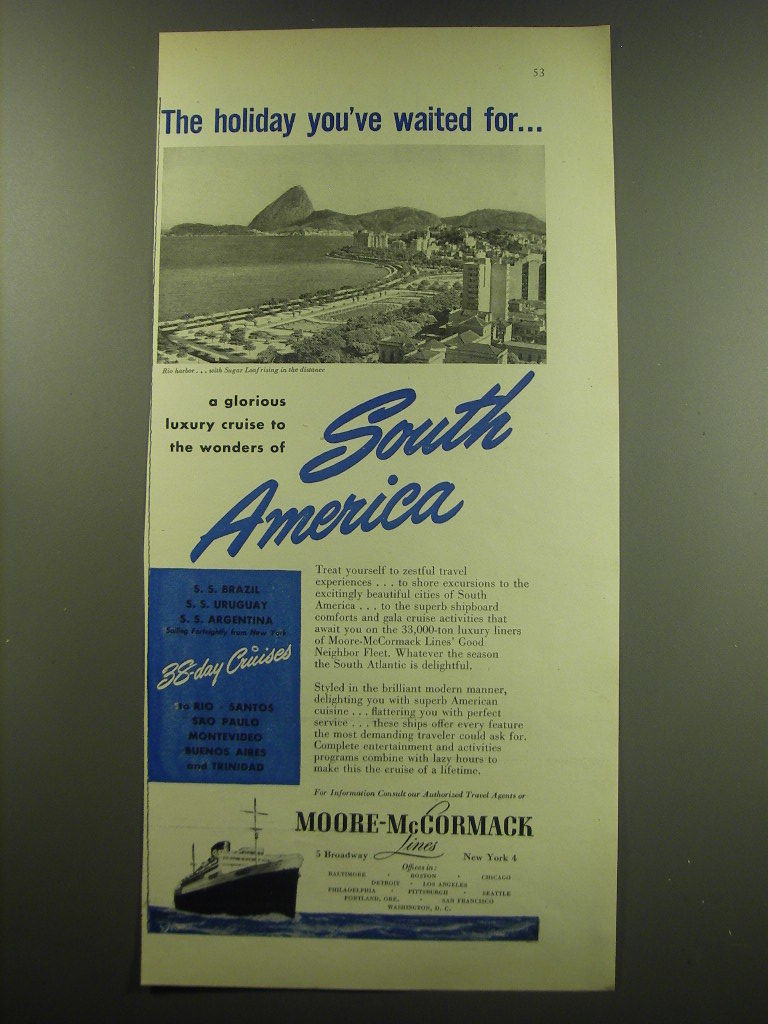 53
The holiday you've waited for...
Rio harbor . . . with Sugar Loaf rising in the distance
a glorious
luxury cruise to
the wonders of
South
America
S. S. BRAZIL
S. S. URUGUAY
S. S. ARGENTINA
Sailing Fortnightly from New York
38-day Cruises
to RIO - SANTOS
SAO PAULO
MONTEVIDEO
BUENOS AIRES
and TRINIDAD
Treat yourself to zestful travel
experiences . . . to shore excursions to the
excitingly beautiful cities of South
America . . . to the superb shipboard
comforts and gala cruise activities that
await you on the 33,000-ton luxury liners
of Moore-McCormack Lines' Good
Neighbor Fleet. Whatever the season
the South Atlantic is delightful.
Styled in the brilliant modern manner,
delighting you with superb American
cuisine . . . flattering you with perfect
service . . . these ships offer every feature
the most demanding traveler could ask for.
Complete entertainment and activities
programs combine with lazy hours to
make this the cruise of a lifetime.
For Information Consult our Authorized Travel Agents or
MOORE-McCORMACK
Lines
5 Broadway New York 4
Offices in:
BALTIMORE · BOSTON · CHICAGO
DETROIT · LOS ANGELES
PHILADELPHIA · PITTSBURGH · SEATTLE
PORTLAND, ORE. · SAN FRANCISCO
WASHINGTON, D. C.